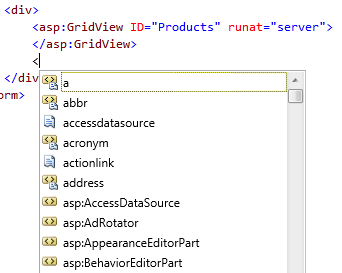 <div>
<asp:GridView ID="Products" runat="server">
</asp:GridView>
<
</div
orm>
a
abbr
accessdatasource
acronym
actionlink
address
asp:AccessDataSource
asp:AdRotator
asp:AppearanceEditorPart
asp:BehaviorEditorPart